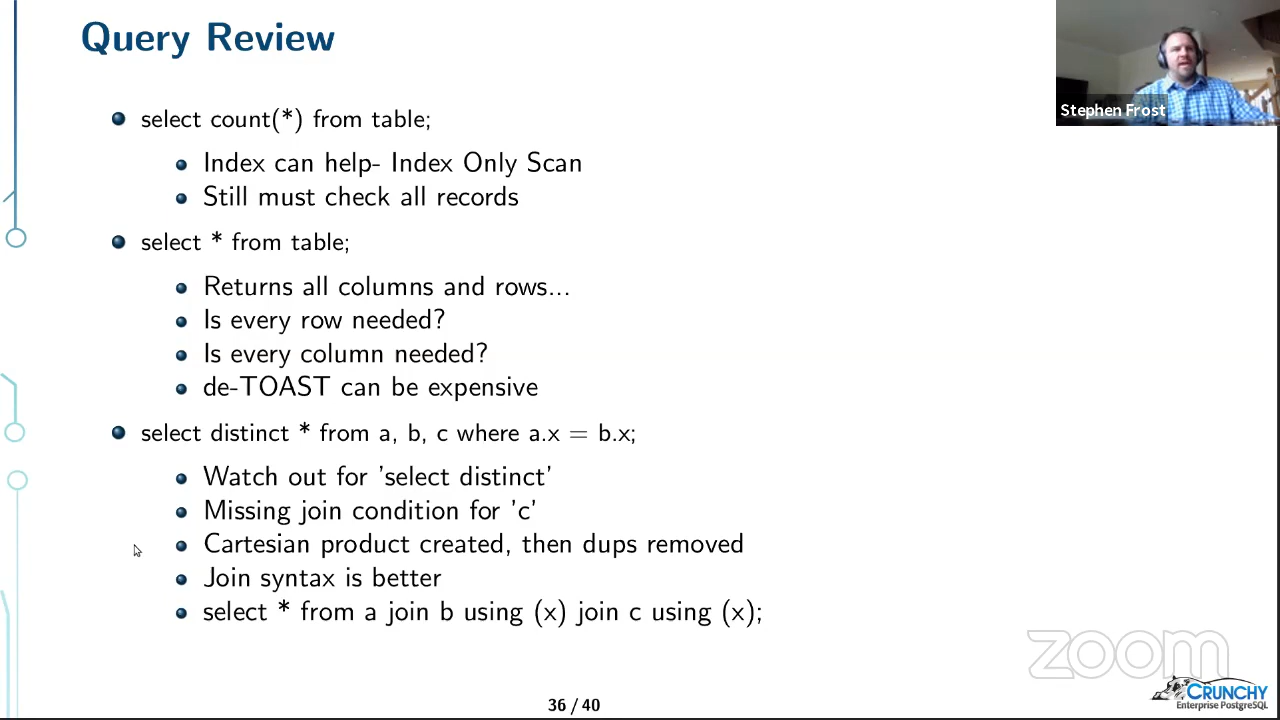 Query Review
Stephen Frost
select count(*) from table;
Index can help- Index Only Scan
Still must check all records
select * from table;
Returns all columns and rows...
Is every row needed?
Is every column needed?
de-TOAST can be expensive
select distinct * from a, b, c where a.x = b.x;
Watch out for 'select distinct'
Missing join condition for 'c'
Cartesian product created, then dups removed
Join syntax is better
select * from a join b using (x) join c using (x);
zoom
CRUNCHY
Enterprise PostgreSQL
36 / 40